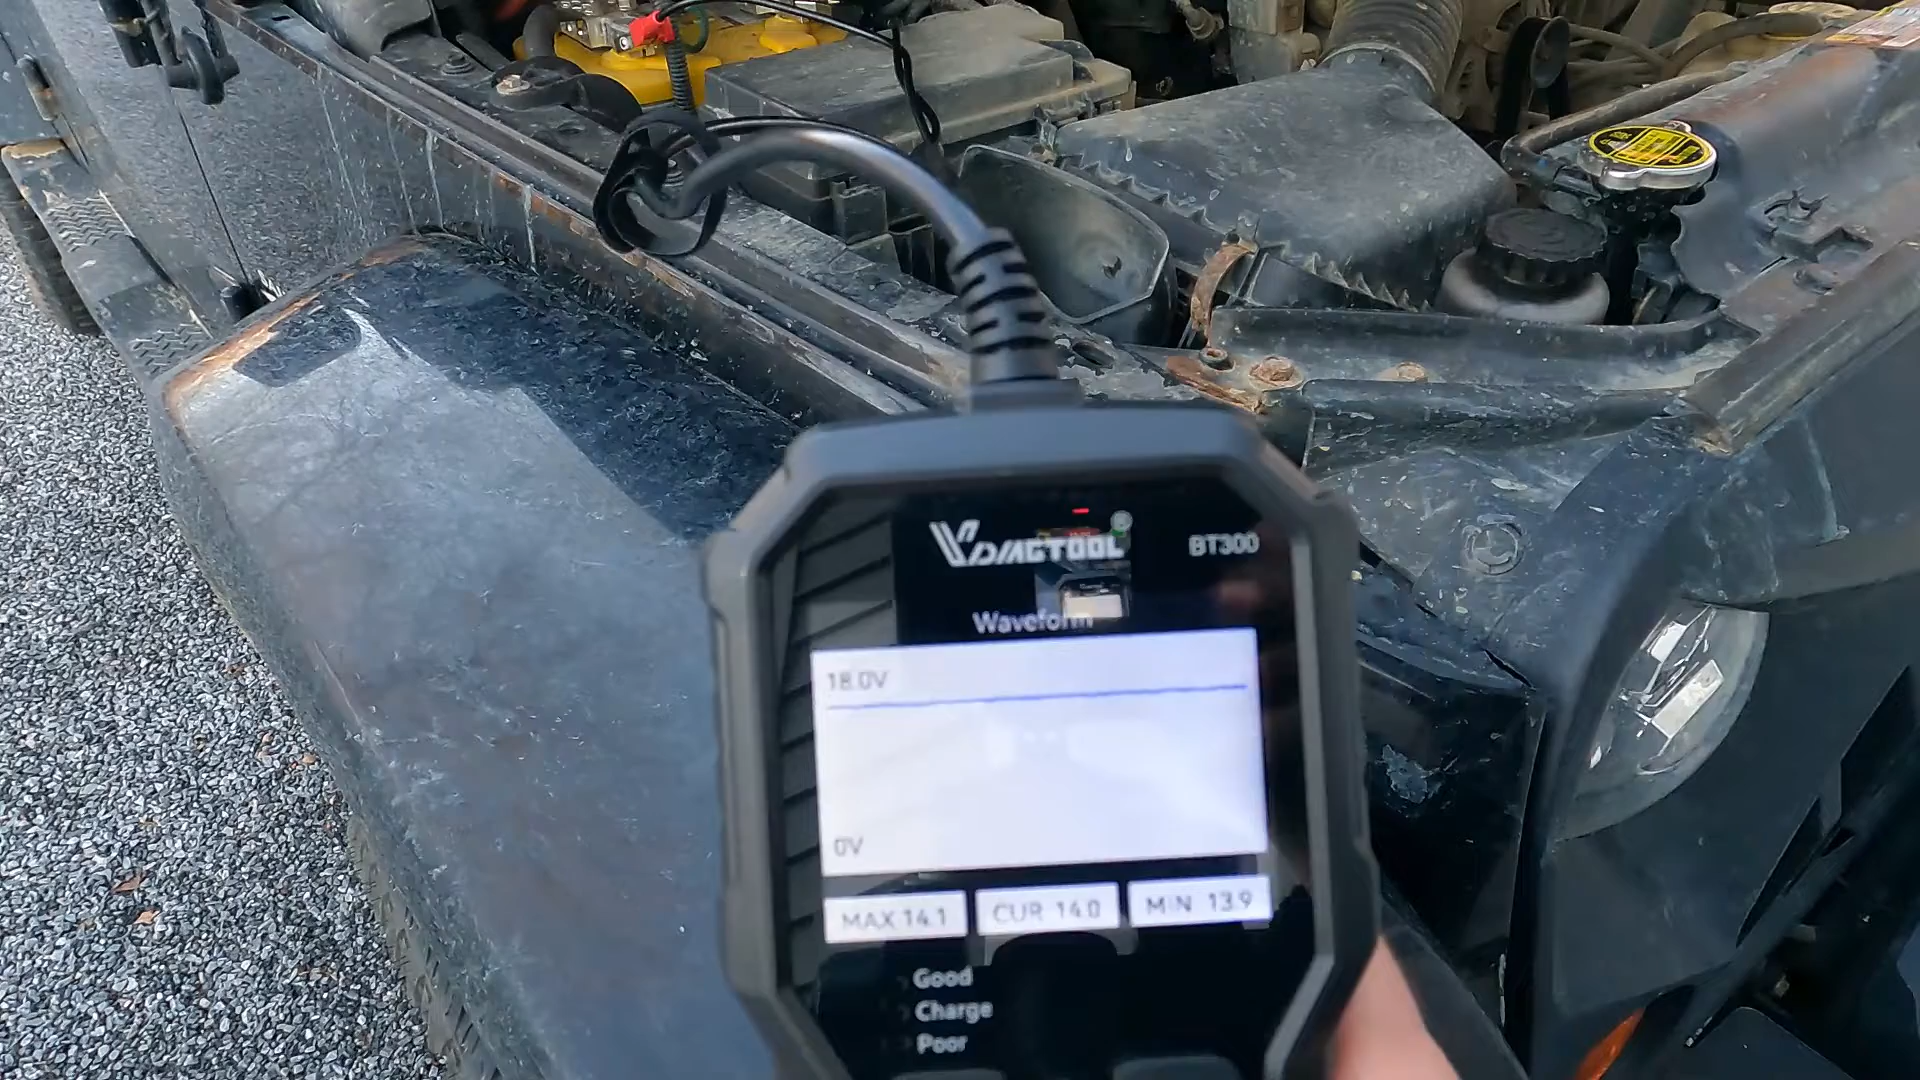 VDIAGTOOL
BT300
Waveform
18.0V
0V
MAX 14.1
CUR 14.0
MIN 13.9
Good
Charge
Poor